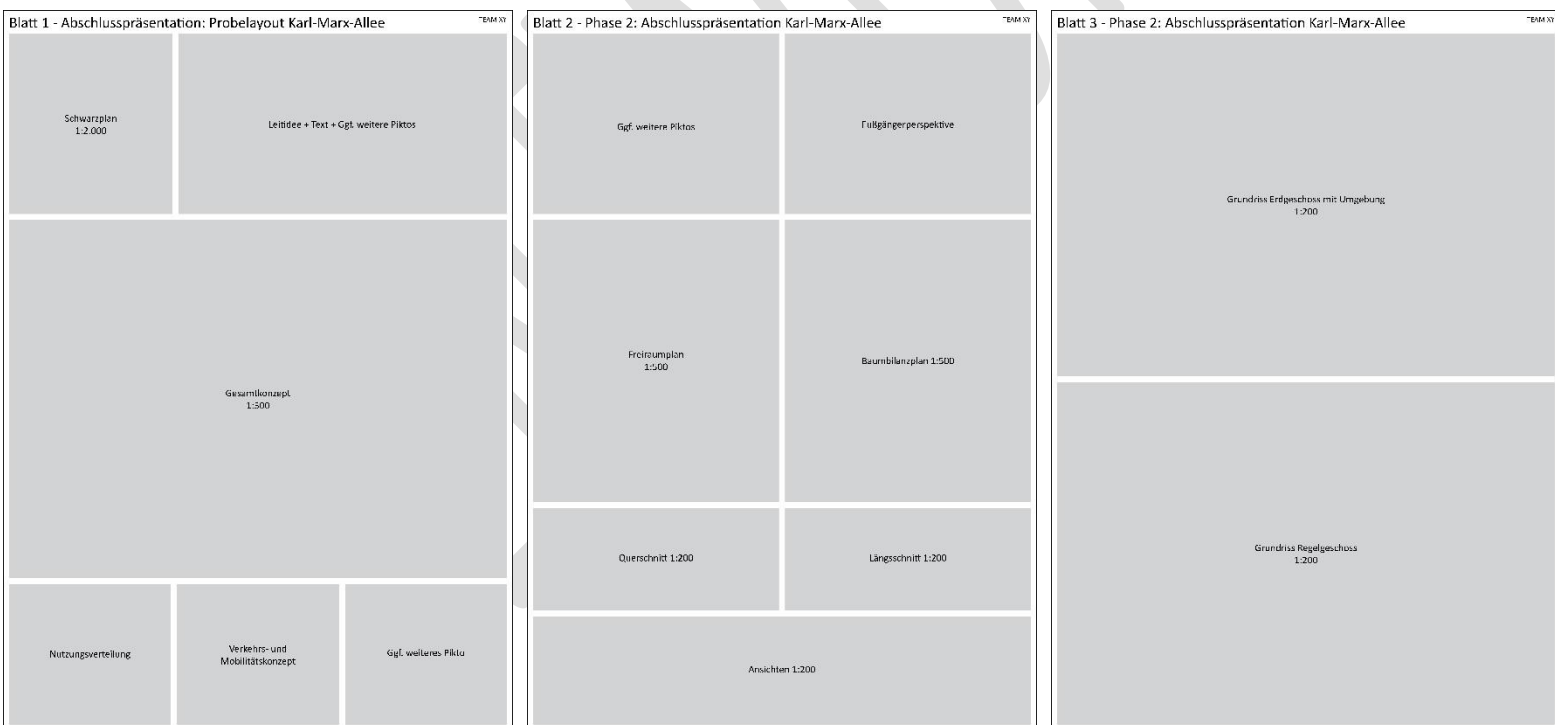 Blatt 1 - Abschlusspräsentation: Probelayout Karl-Marx-Allee
TEAM XY
Schwarzplan
1:2.000
Leitidee + Text + Ggf. weitere Piktos
Gesamtkonzept
1:500
Nutzungsverteilung
Verkehrs- und
Mobilitätskonzept
Ggf. weiteres Pikto
Blatt 2 - Phase 2: Abschlusspräsentation Karl-Marx-Allee
TEAM XY
Ggf. weitere Piktos
Fußgängerperspektive
Freiraumplan
1:500
Baumbilanzplan 1:500
Querschnitt 1:200
Längsschnitt 1:200
Ansichten 1:200
Blatt 3 - Phase 2: Abschlusspräsentation Karl-Marx-Allee
TEAM XY
Grundriss Erdgeschoss mit Umgebung
1:200
Grundriss Regelgeschoss
1:200